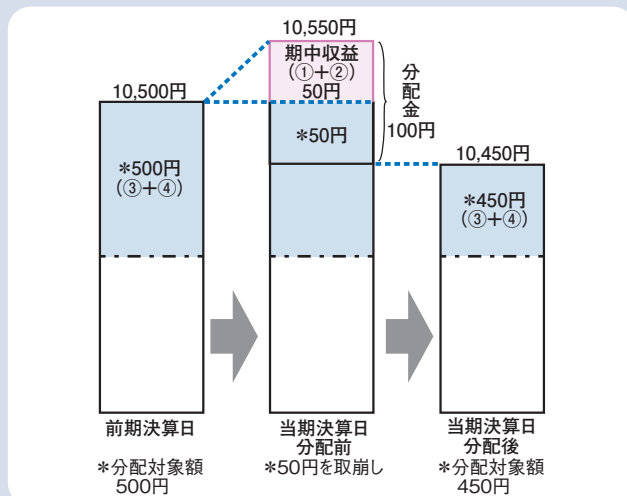 10,550円
期中収益
(①+②)
50円
分配金
100円
10,500円
*50円
10,450円
*500円
(③+④)
*450円
(③+④)
前期決算日
当期決算日
分配前
当期決算日
分配後
*分配対象額
500円
*50円を取崩し
*分配対象額
450円